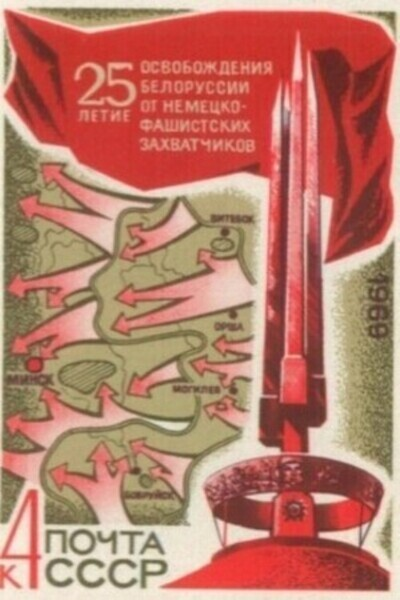 25
ЛЕТИЕ
ОСВОБОЖДЕНИЯ
БЕЛОРУССИИ
ОТ НЕМЕЦКО-
ФАШИСТСКИХ
ЗАХВАТЧИКОВ
ВИТЕБСК
ОРША
МИНСК
МОГИЛЕВ
БОБРУЙСК
1969
4
К
ПОЧТА
СССР